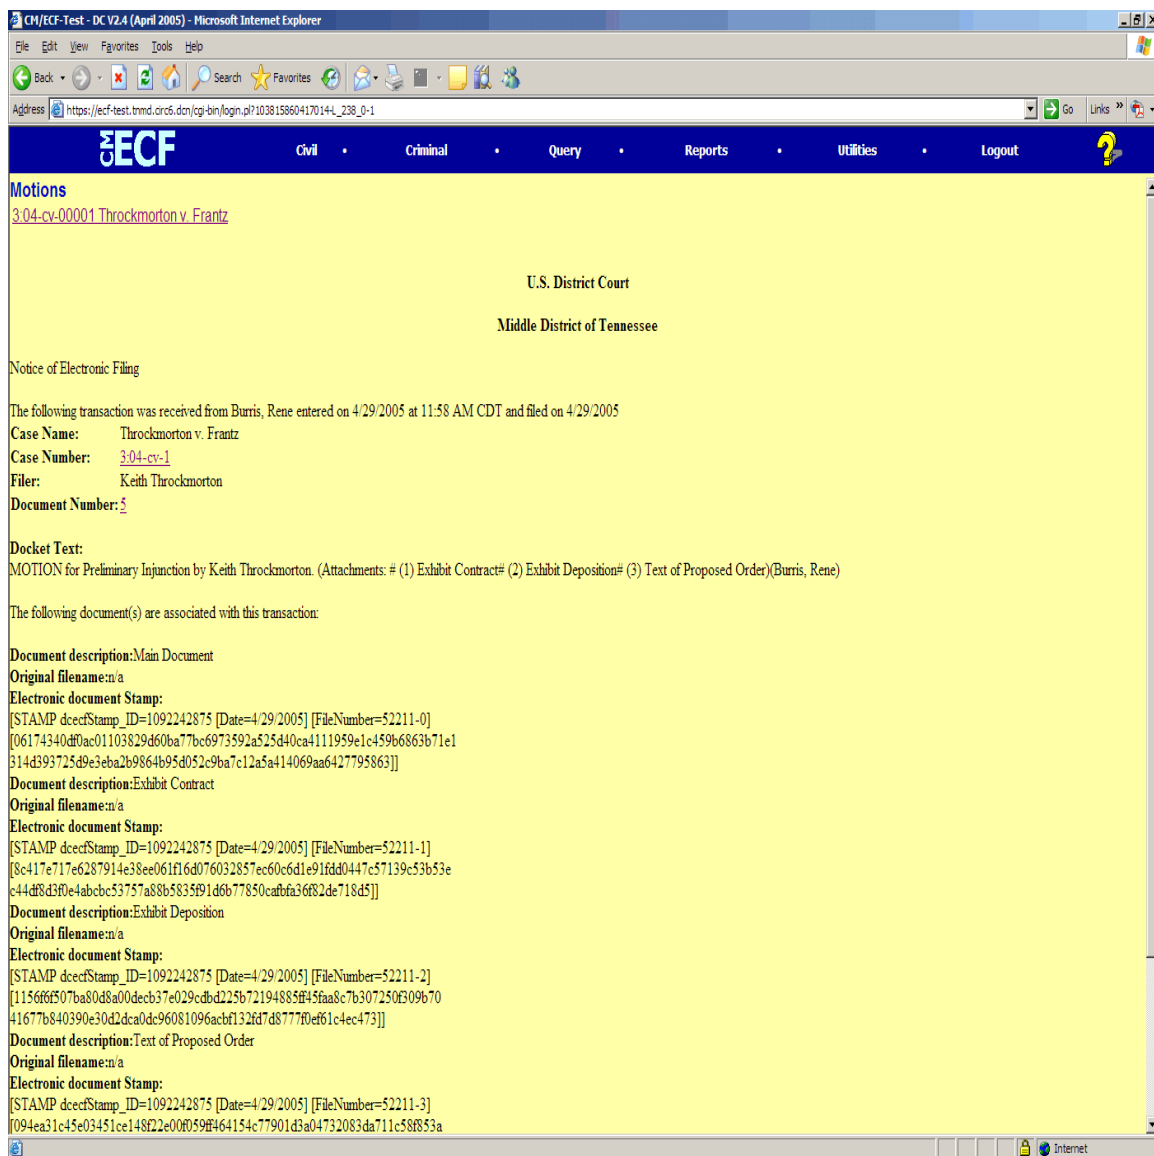 CM/ECF-Test - DC V2.4 (April 2005) - Microsoft Internet Explorer
File Edit View Favorites Tools Help
Back Search Favorites
Address https://ecf-test.tnmd.circ6.dcn/cgi-bin/login.pl?103815860417014-L_238_0-1 Go Links »
CM ECF Civil • Criminal • Query • Reports • Utilities • Logout ?
Motions
3:04-cv-00001 Throckmorton v. Frantz
U.S. District Court
Middle District of Tennessee
Notice of Electronic Filing
The following transaction was received from Burris, Rene entered on 4/29/2005 at 11:58 AM CDT and filed on 4/29/2005
Case Name: Throckmorton v. Frantz
Case Number: 3:04-cv-1
Filer: Keith Throckmorton
Document Number: 5
Docket Text:
MOTION for Preliminary Injunction by Keith Throckmorton. (Attachments: # (1) Exhibit Contract# (2) Exhibit Deposition# (3) Text of Proposed Order)(Burris, Rene)
The following document(s) are associated with this transaction:
Document description:Main Document
Original filename:n/a
Electronic document Stamp:
[STAMP dcecfStamp_ID=1092242875 [Date=4/29/2005] [FileNumber=52211-0]
[06174340df0ac01103829d60ba77bc6973592a525d40ca4111959e1c459b6863b71e1
314d393725d9e3eba2b9864b95d052c9ba7c12a5a414069aa6427795863]]
Document description:Exhibit Contract
Original filename:n/a
Electronic document Stamp:
[STAMP dcecfStamp_ID=1092242875 [Date=4/29/2005] [FileNumber=52211-1]
[8c417e717e6287914e38ee061f16d076032857ec60c6d1e91fdd0447c57139c53b53e
c44df8d3f0e4abcbc53757a88b5835f91d6b77850cafbfa36f82de718d5]]
Document description:Exhibit Deposition
Original filename:n/a
Electronic document Stamp:
[STAMP dcecfStamp_ID=1092242875 [Date=4/29/2005] [FileNumber=52211-2]
[1156f6f507ba80d8a00decb37e029cdbd225b72194885ff45faa8c7b307250f309b70
41677b840390e30d2dca0dc96081096acbf132fd7d8777f0ef61c4ec473]]
Document description:Text of Proposed Order
Original filename:n/a
Electronic document Stamp:
[STAMP dcecfStamp_ID=1092242875 [Date=4/29/2005] [FileNumber=52211-3]
[094ea31c45e03451ce148f22e00f059ff464154c77901d3a04732083da711c58f853a
Internet